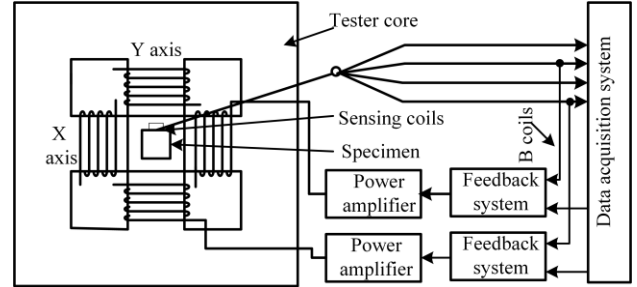 Tester core
Y axis
X
axis
Sensing coils
Specimen
B coils
Power
amplifier
Feedback
system
Power
amplifier
Feedback
system
Data acquisition system